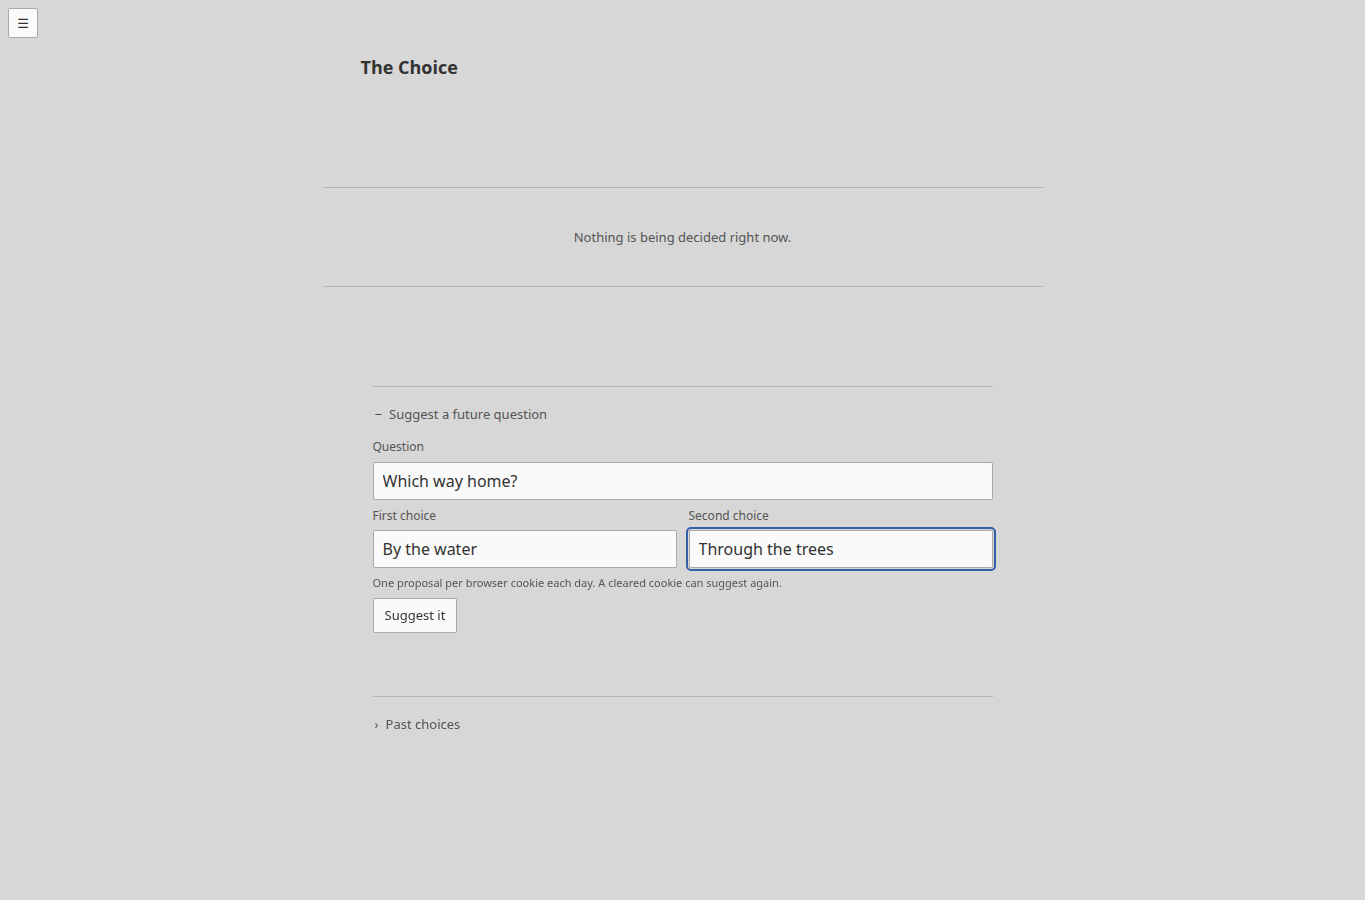 ☰
The Choice
Nothing is being decided right now.
− Suggest a future question
Question
Which way home?
First choice
Second choice
By the water
Through the trees
One proposal per browser cookie each day. A cleared cookie can suggest again.
Suggest it
› Past choices